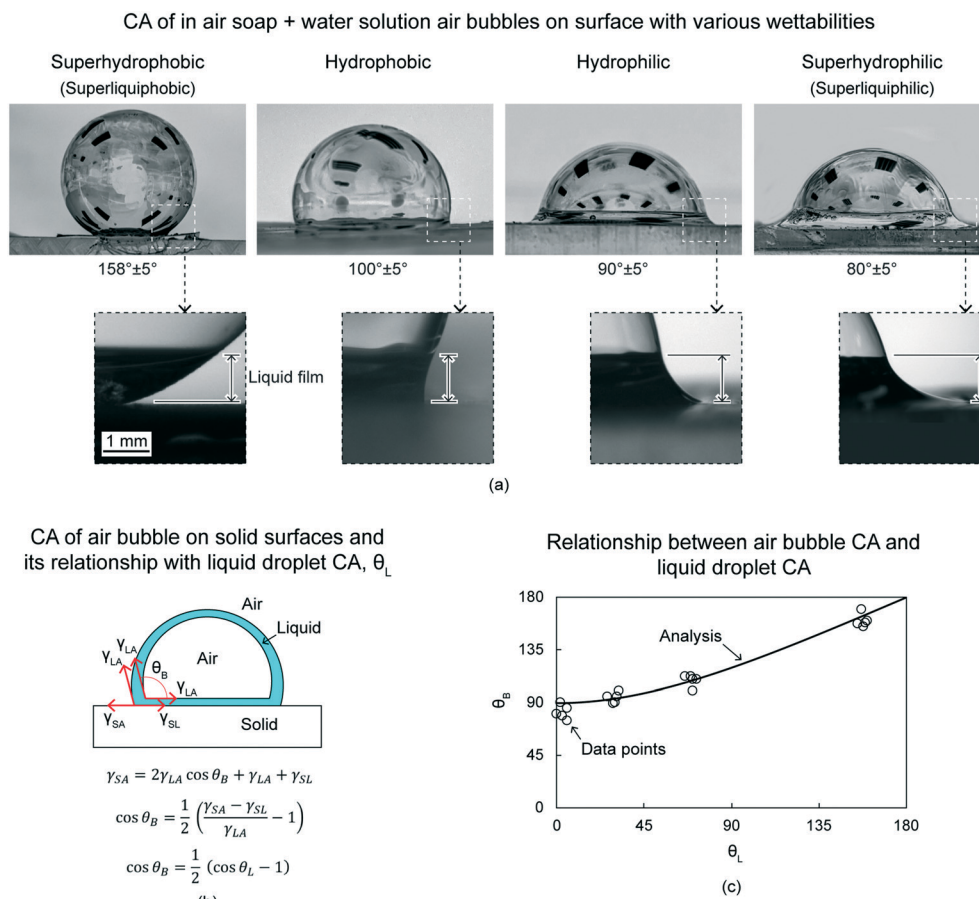 CA of in air soap + water solution air bubbles on surface with various wettabilities
Superhydrophobic
(Superliquiphobic)
Hydrophobic
Hydrophilic
Superhydrophilic
(Superliquiphilic)
158°±5°
100°±5°
90°±5°
80°±5°
Liquid film
1 mm
(a)
CA of air bubble on solid surfaces and
its relationship with liquid droplet CA, θL
Air
Liquid
Air
γLA
γLA
θB
γLA
γSA
γSL
Solid
γSA = 2γLA cos θB + γLA + γSL
cos θB = 1/2 (γSA − γSL / γLA − 1)
cos θB = 1/2 (cos θL − 1)
(b)
Relationship between air bubble CA and
liquid droplet CA
180
135
90
45
0
θB
Analysis
Data points
0 45 90 135 180
θL
(c)